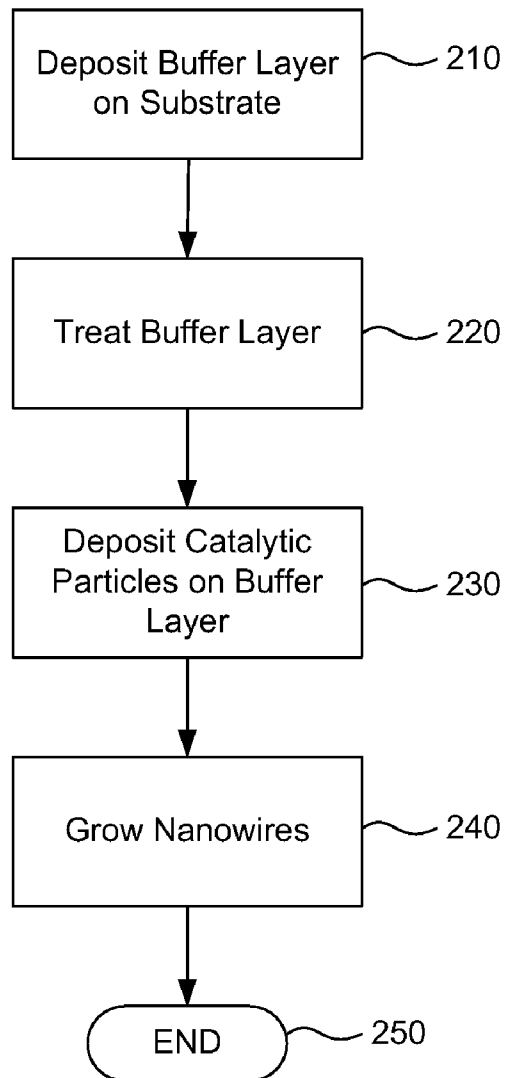 Deposit Buffer Layer
on Substrate
210
Treat Buffer Layer
220
Deposit Catalytic
Particles on Buffer
Layer
230
Grow Nanowires
240
END
250